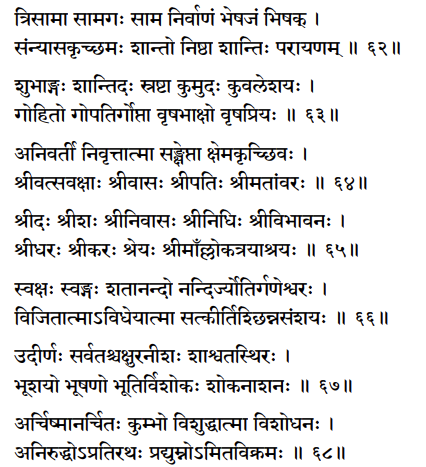 त्रिसामा सामगः साम निर्वाणं भेषजं भिषक् ।
संन्यासकृच्छमः शान्तो निष्ठा शान्तिः परायणम् ॥ ६२॥
शुभाङ्गः शान्तिदः स्रष्टा कुमुदः कुवलेशयः ।
गोहितो गोपतिर्गोप्ता वृषभाक्षो वृषप्रियः ॥ ६३॥
अनिवर्ती निवृत्तात्मा सङ्क्षेप्ता क्षेमकृच्छिवः ।
श्रीवत्सवक्षाः श्रीवासः श्रीपतिः श्रीमतांवरः ॥ ६४॥
श्रीदः श्रीशः श्रीनिवासः श्रीनिधिः श्रीविभावनः ।
श्रीधरः श्रीकरः श्रेयः श्रीमाँल्लोकत्रयाश्रयः ॥ ६५॥
स्वक्षः स्वङ्गः शतानन्दो नन्दिर्ज्योतिर्गणेश्वरः ।
विजितात्माऽविधेयात्मा सत्कीर्तिश्छिन्नसंशयः ॥ ६६॥
उदीर्णः सर्वतश्चक्षुरनीशः शाश्वतस्थिरः ।
भूशयो भूषणो भूतिर्विशोकः शोकनाशनः ॥ ६७॥
अर्चिष्मानर्चितः कुम्भो विशुद्धात्मा विशोधनः ।
अनिरुद्धोऽप्रतिरथः प्रद्युम्नोऽमितविक्रमः ॥ ६८॥